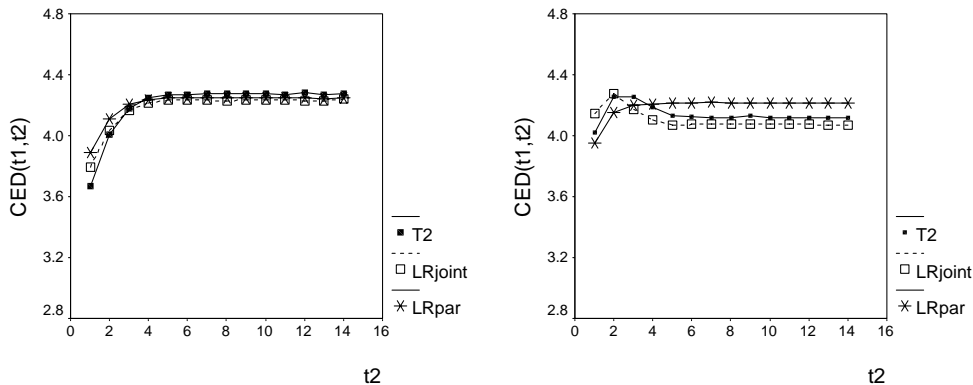 4.8
4.4
4.0
3.6
3.2
2.8
CED(t1,t2)
0 2 4 6 8 10 12 14 16
t2
T2
LRjoint
LRpar
4.8
4.4
4.0
3.6
3.2
2.8
CED(t1,t2)
0 2 4 6 8 10 12 14 16
t2
T2
LRjoint
LRpar